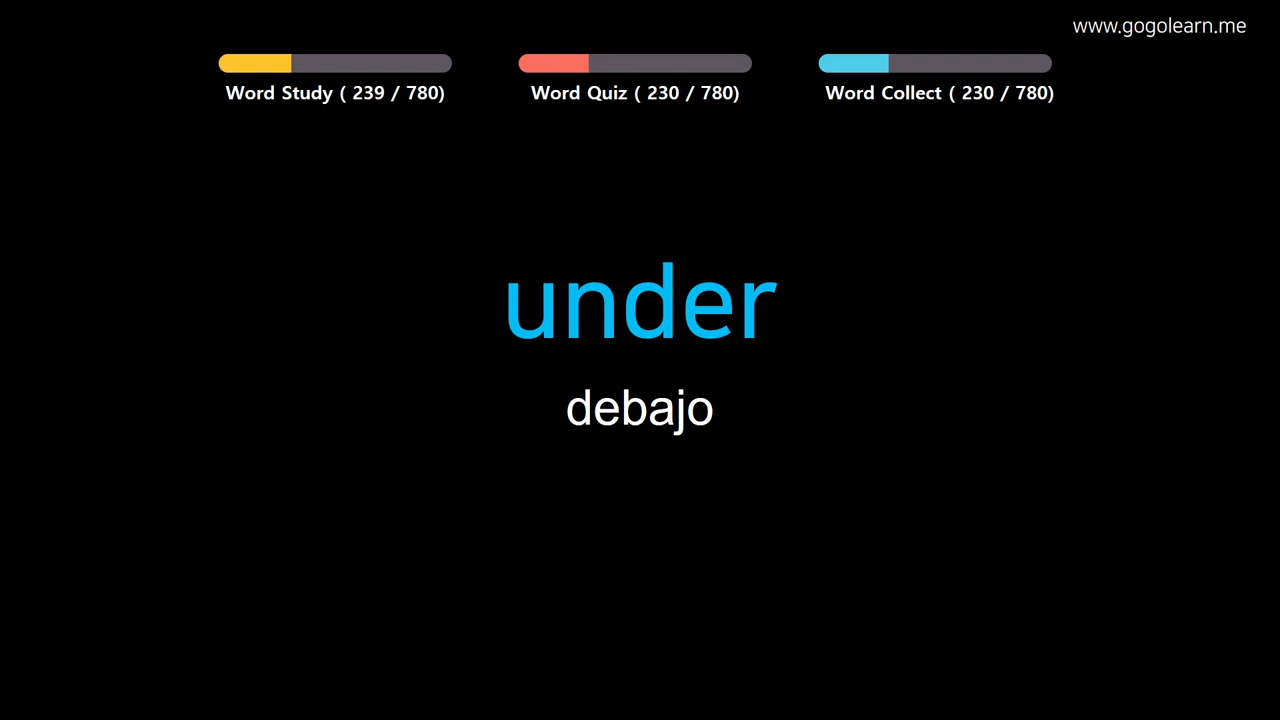 www.gogolearn.me
Word Study ( 239 / 780)
Word Quiz ( 230 / 780)
Word Collect ( 230 / 780)
under
debajo